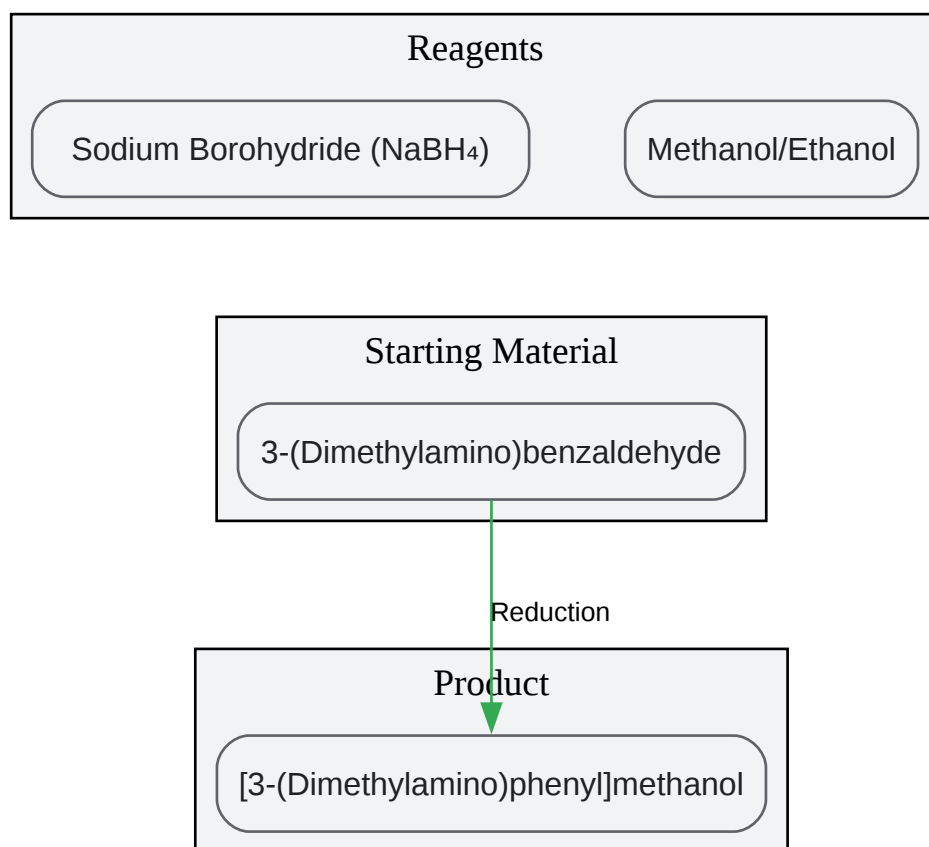 Reagents
Sodium Borohydride (NaBH₄)
Methanol/Ethanol
Starting Material
3-(Dimethylamino)benzaldehyde
Reduction
Product
[3-(Dimethylamino)phenyl]methanol